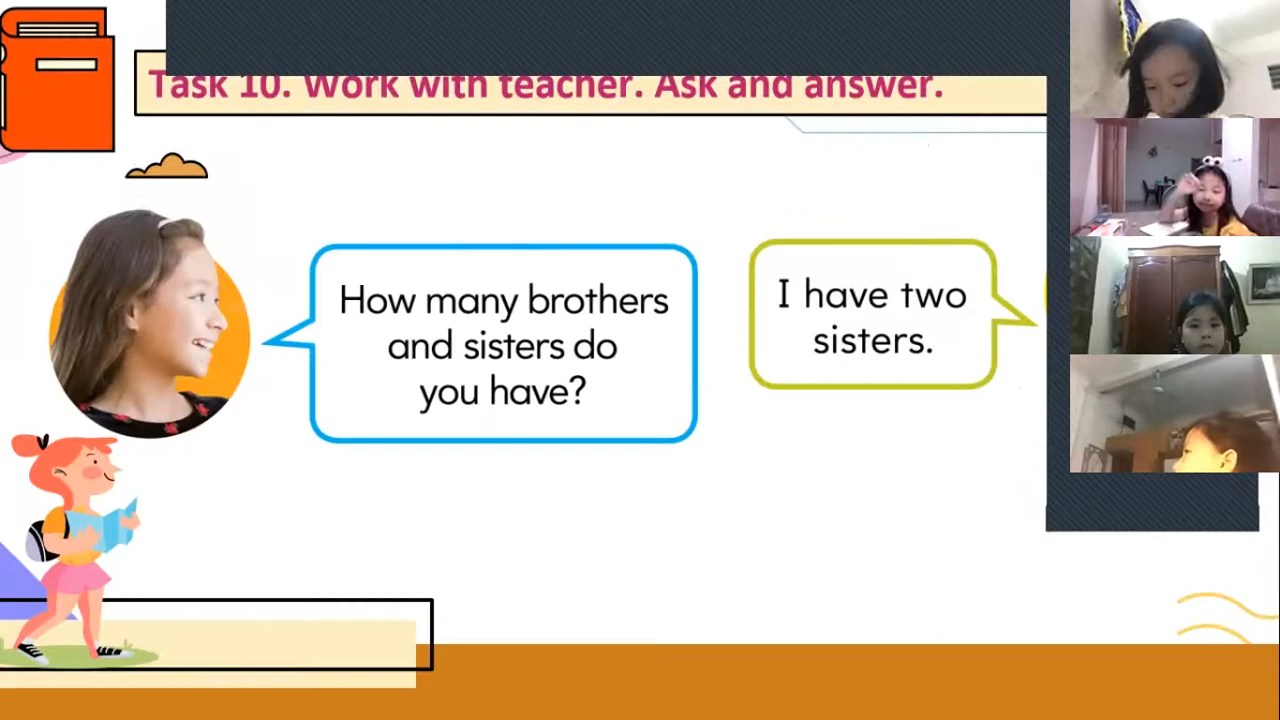 Task 10. Work with teacher. Ask and answer.
How many brothers
and sisters do
you have?
I have two
sisters.